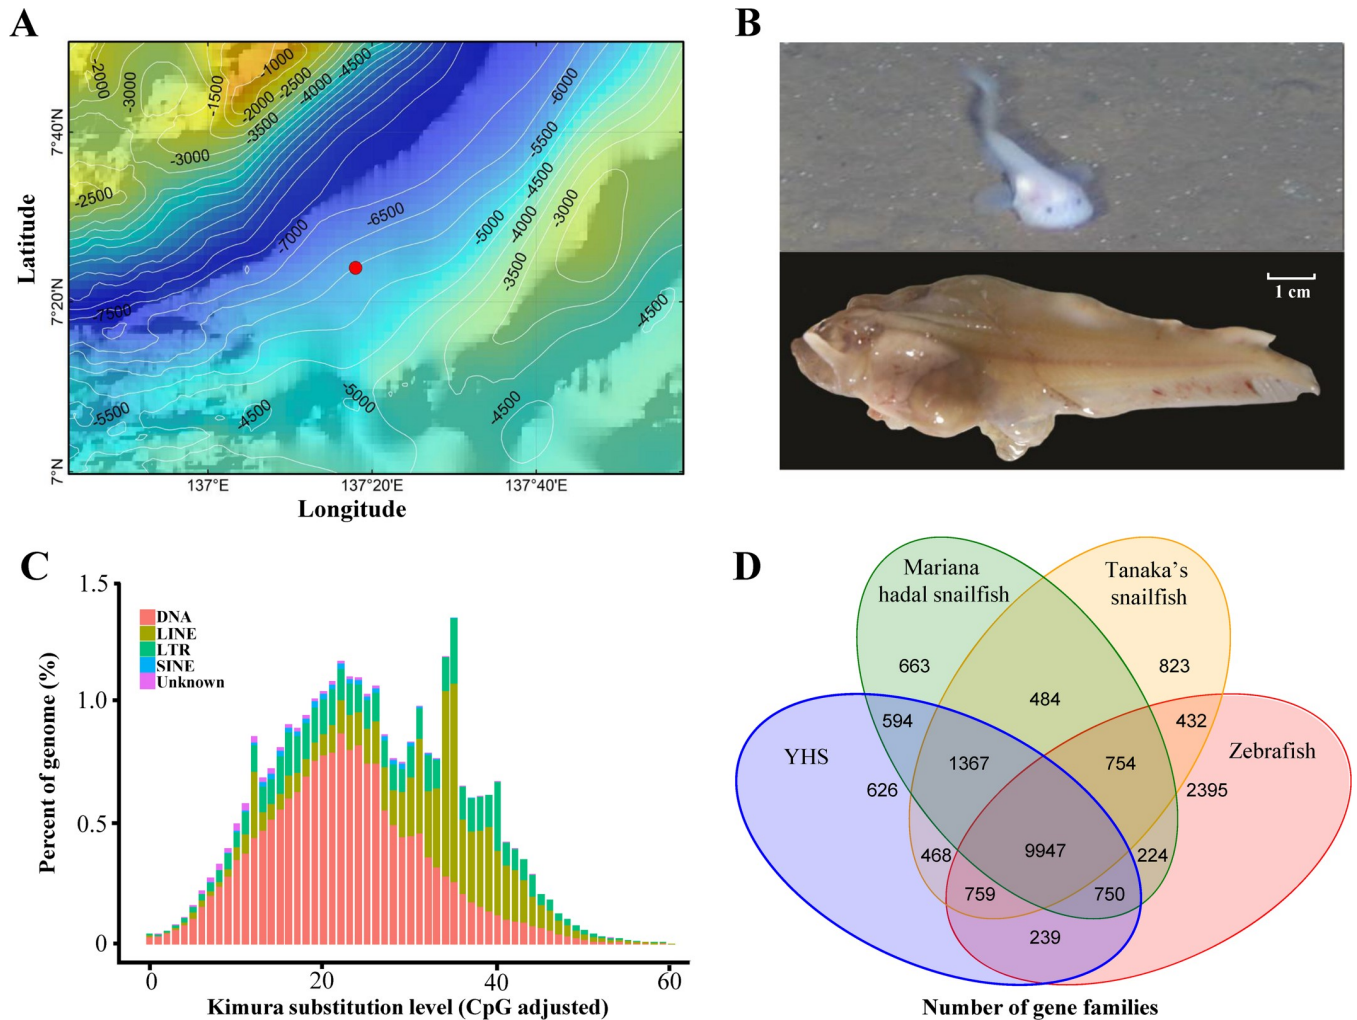 A
-2000
-3000
-1500
-1000
-2500
-2000
-4000
-4500
-3500
-3000
-2500
-6000
-5500
-4500
-4000
-5000
-3000
-3500
-6500
-7000
-7500
-4500
-5500
-4500
-5000
-4500
7°40'N
7°20'N
7°N
Latitude
137°E
137°20'E
137°40'E
Longitude
B
1 cm
C
1.5
1.0
0.5
0
Percent of genome (%)
DNA
LINE
LTR
SINE
Unknown
0
20
40
60
Kimura substitution level (CpG adjusted)
D
Mariana
hadal snailfish
Tanaka's
snailfish
YHS
Zebrafish
663
823
484
594
432
1367
754
626
2395
468
9947
224
759
750
239
Number of gene families